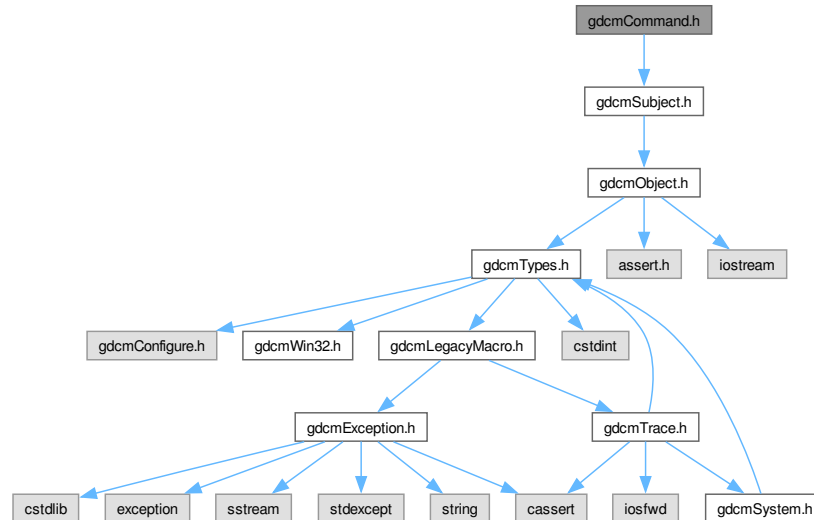 gdcmCommand.h
gdcmSubject.h
gdcmObject.h
gdcmTypes.h
assert.h
iostream
gdcmConfigure.h
gdcmWin32.h
gdcmLegacyMacro.h
cstdint
gdcmException.h
gdcmTrace.h
cstdlib
exception
sstream
stdexcept
string
cassert
iosfwd
gdcmSystem.h